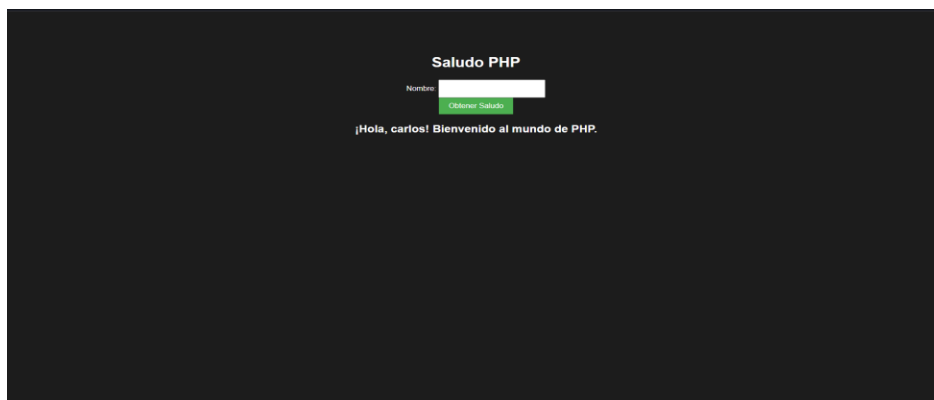 Saludo PHP
Nombre:
Obtener Saludo
¡Hola, carlos! Bienvenido al mundo de PHP.